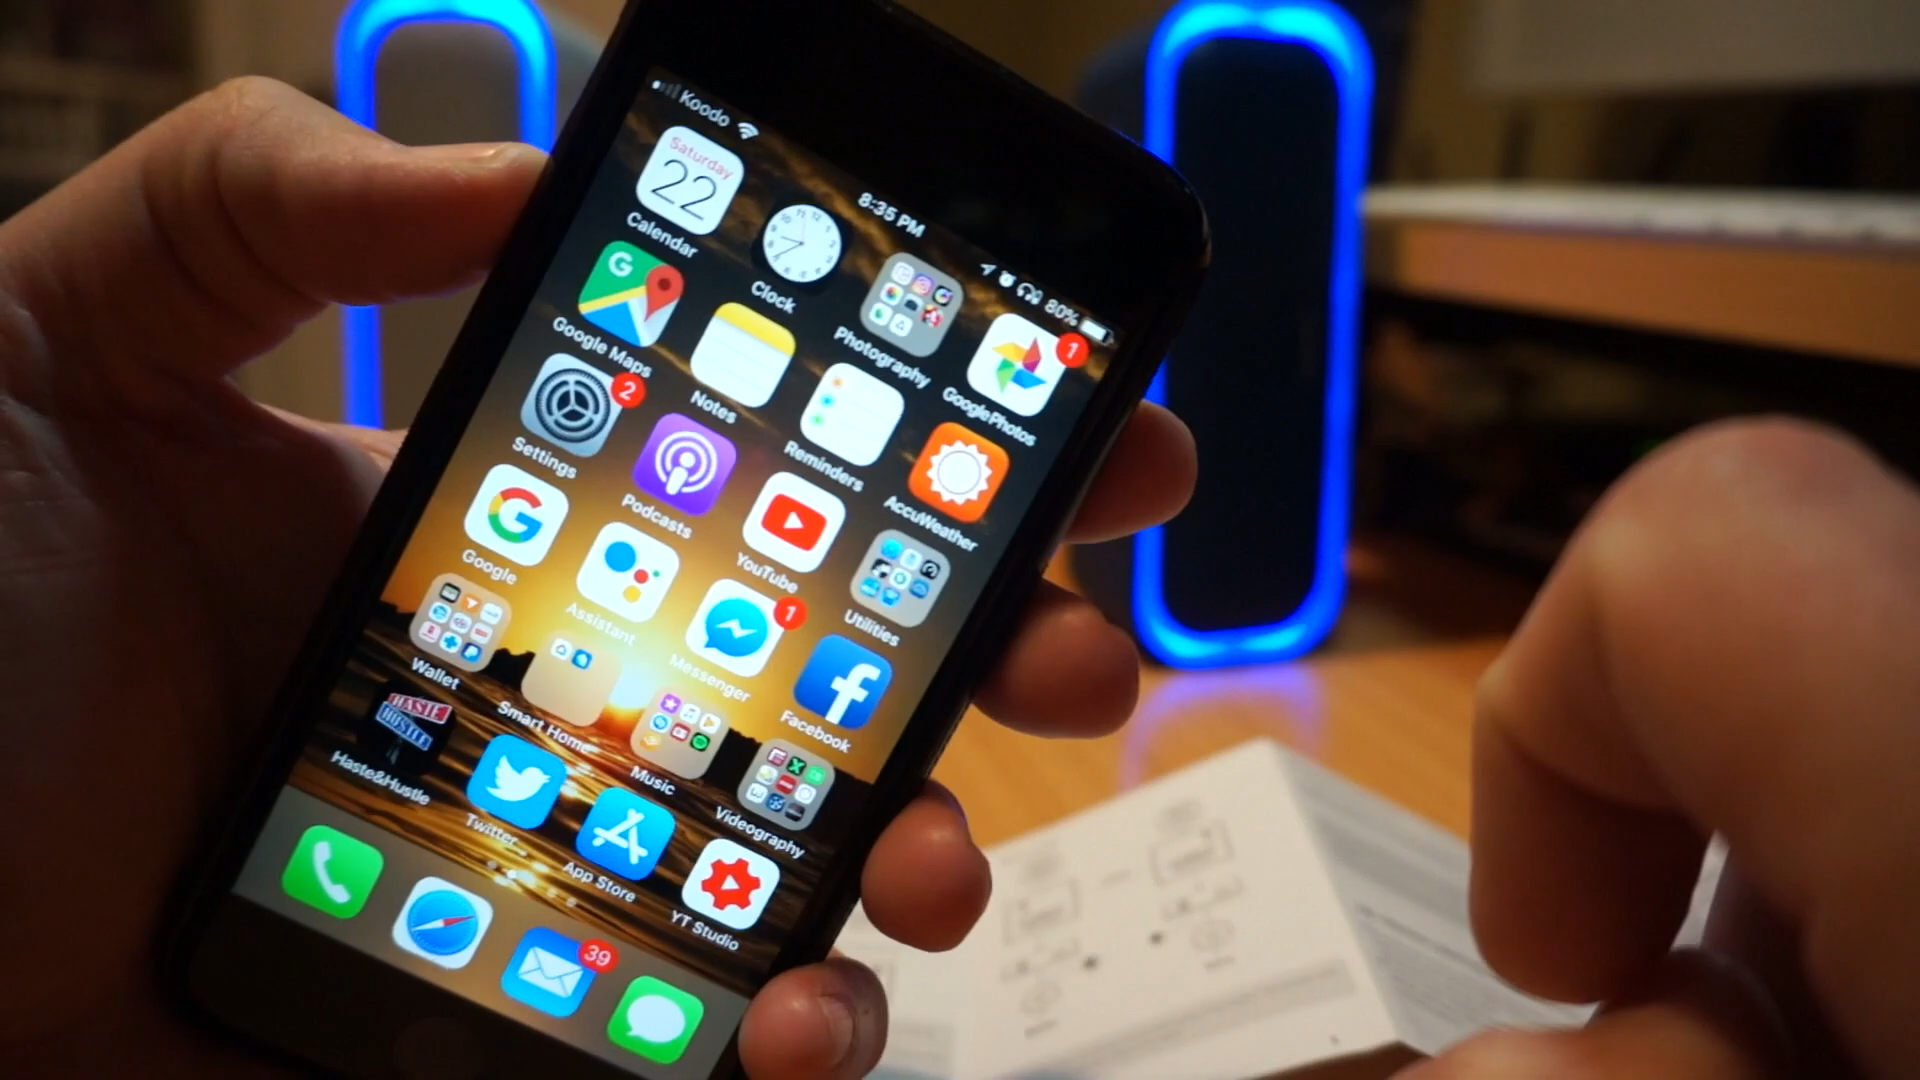 Koodo
8:35 PM
80%
Saturday
22
Calendar
Clock
Photography
1
Google Photos
Google Maps
Notes
Reminders
AccuWeather
2
Settings
Podcasts
YouTube
Utilities
Google
Assistant
1
Messenger
Facebook
Wallet
Smart Home
Music
Videography
HASTE
HUSTLE
Haste&Hustle
Twitter
App Store
YT Studio
39